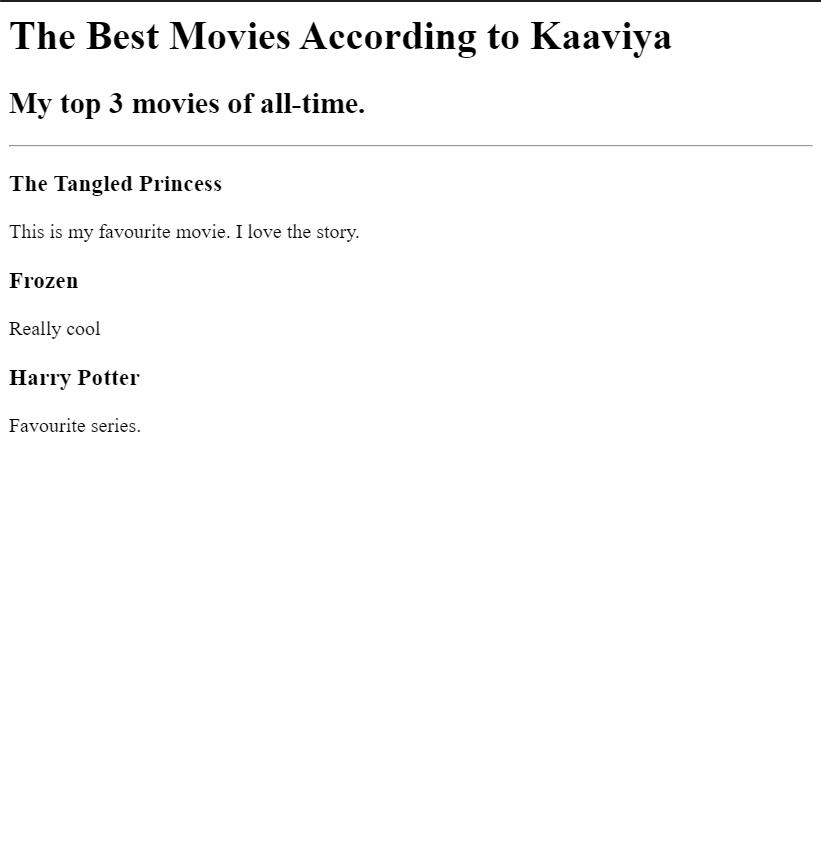 The Best Movies According to Kaaviya
My top 3 movies of all-time.
The Tangled Princess
This is my favourite movie. I love the story.
Frozen
Really cool
Harry Potter
Favourite series.